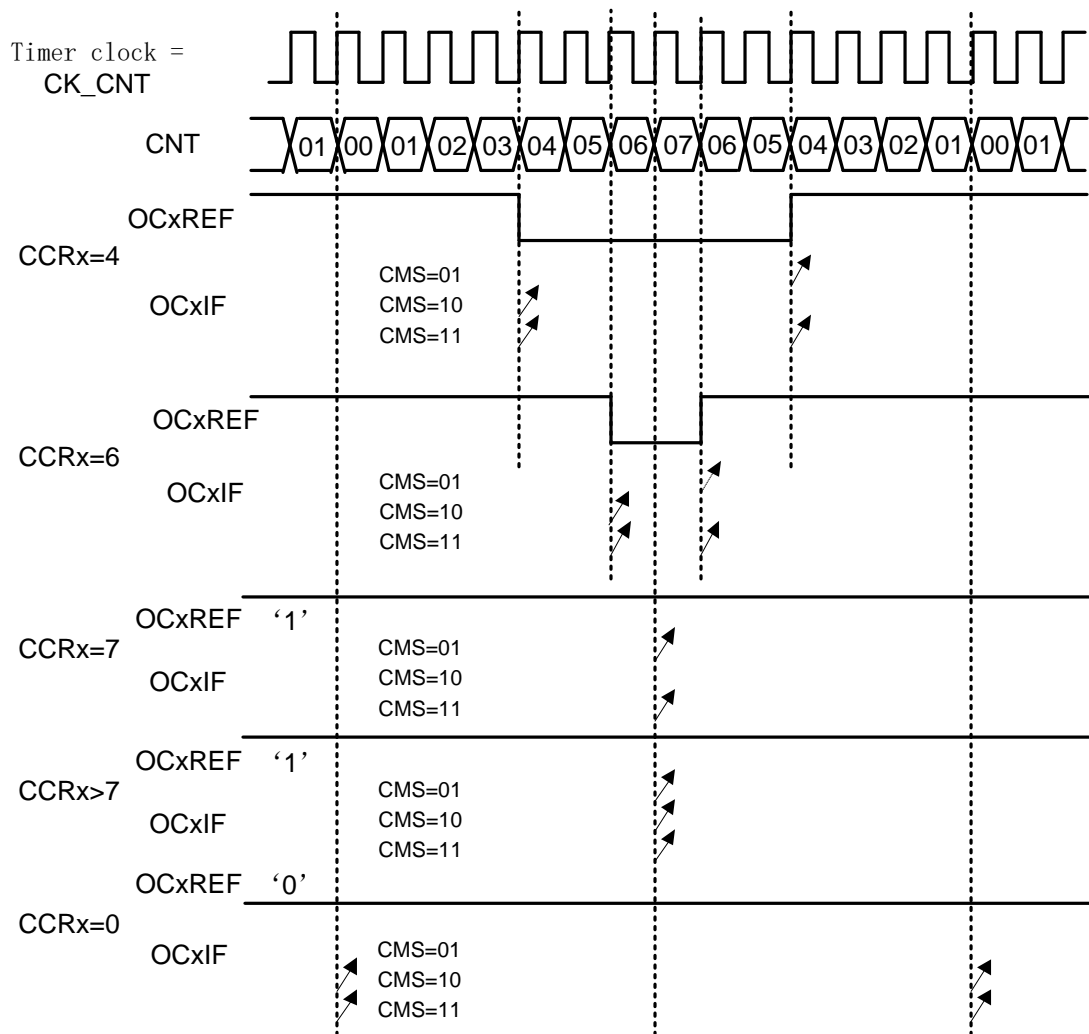 Timer clock =
CK_CNT
CNT 01 00 01 02 03 04 05 06 07 06 05 04 03 02 01 00 01
OCxREF
CCRx=4
CMS=01
OCxIF CMS=10
CMS=11
OCxREF
CCRx=6
CMS=01
OCxIF CMS=10
CMS=11
OCxREF ‘1’
CCRx=7 CMS=01
OCxIF CMS=10
CMS=11
OCxREF ‘1’
CCRx>7 CMS=01
OCxIF CMS=10
CMS=11
OCxREF ‘0’
CCRx=0
OCxIF CMS=01
CMS=10
CMS=11